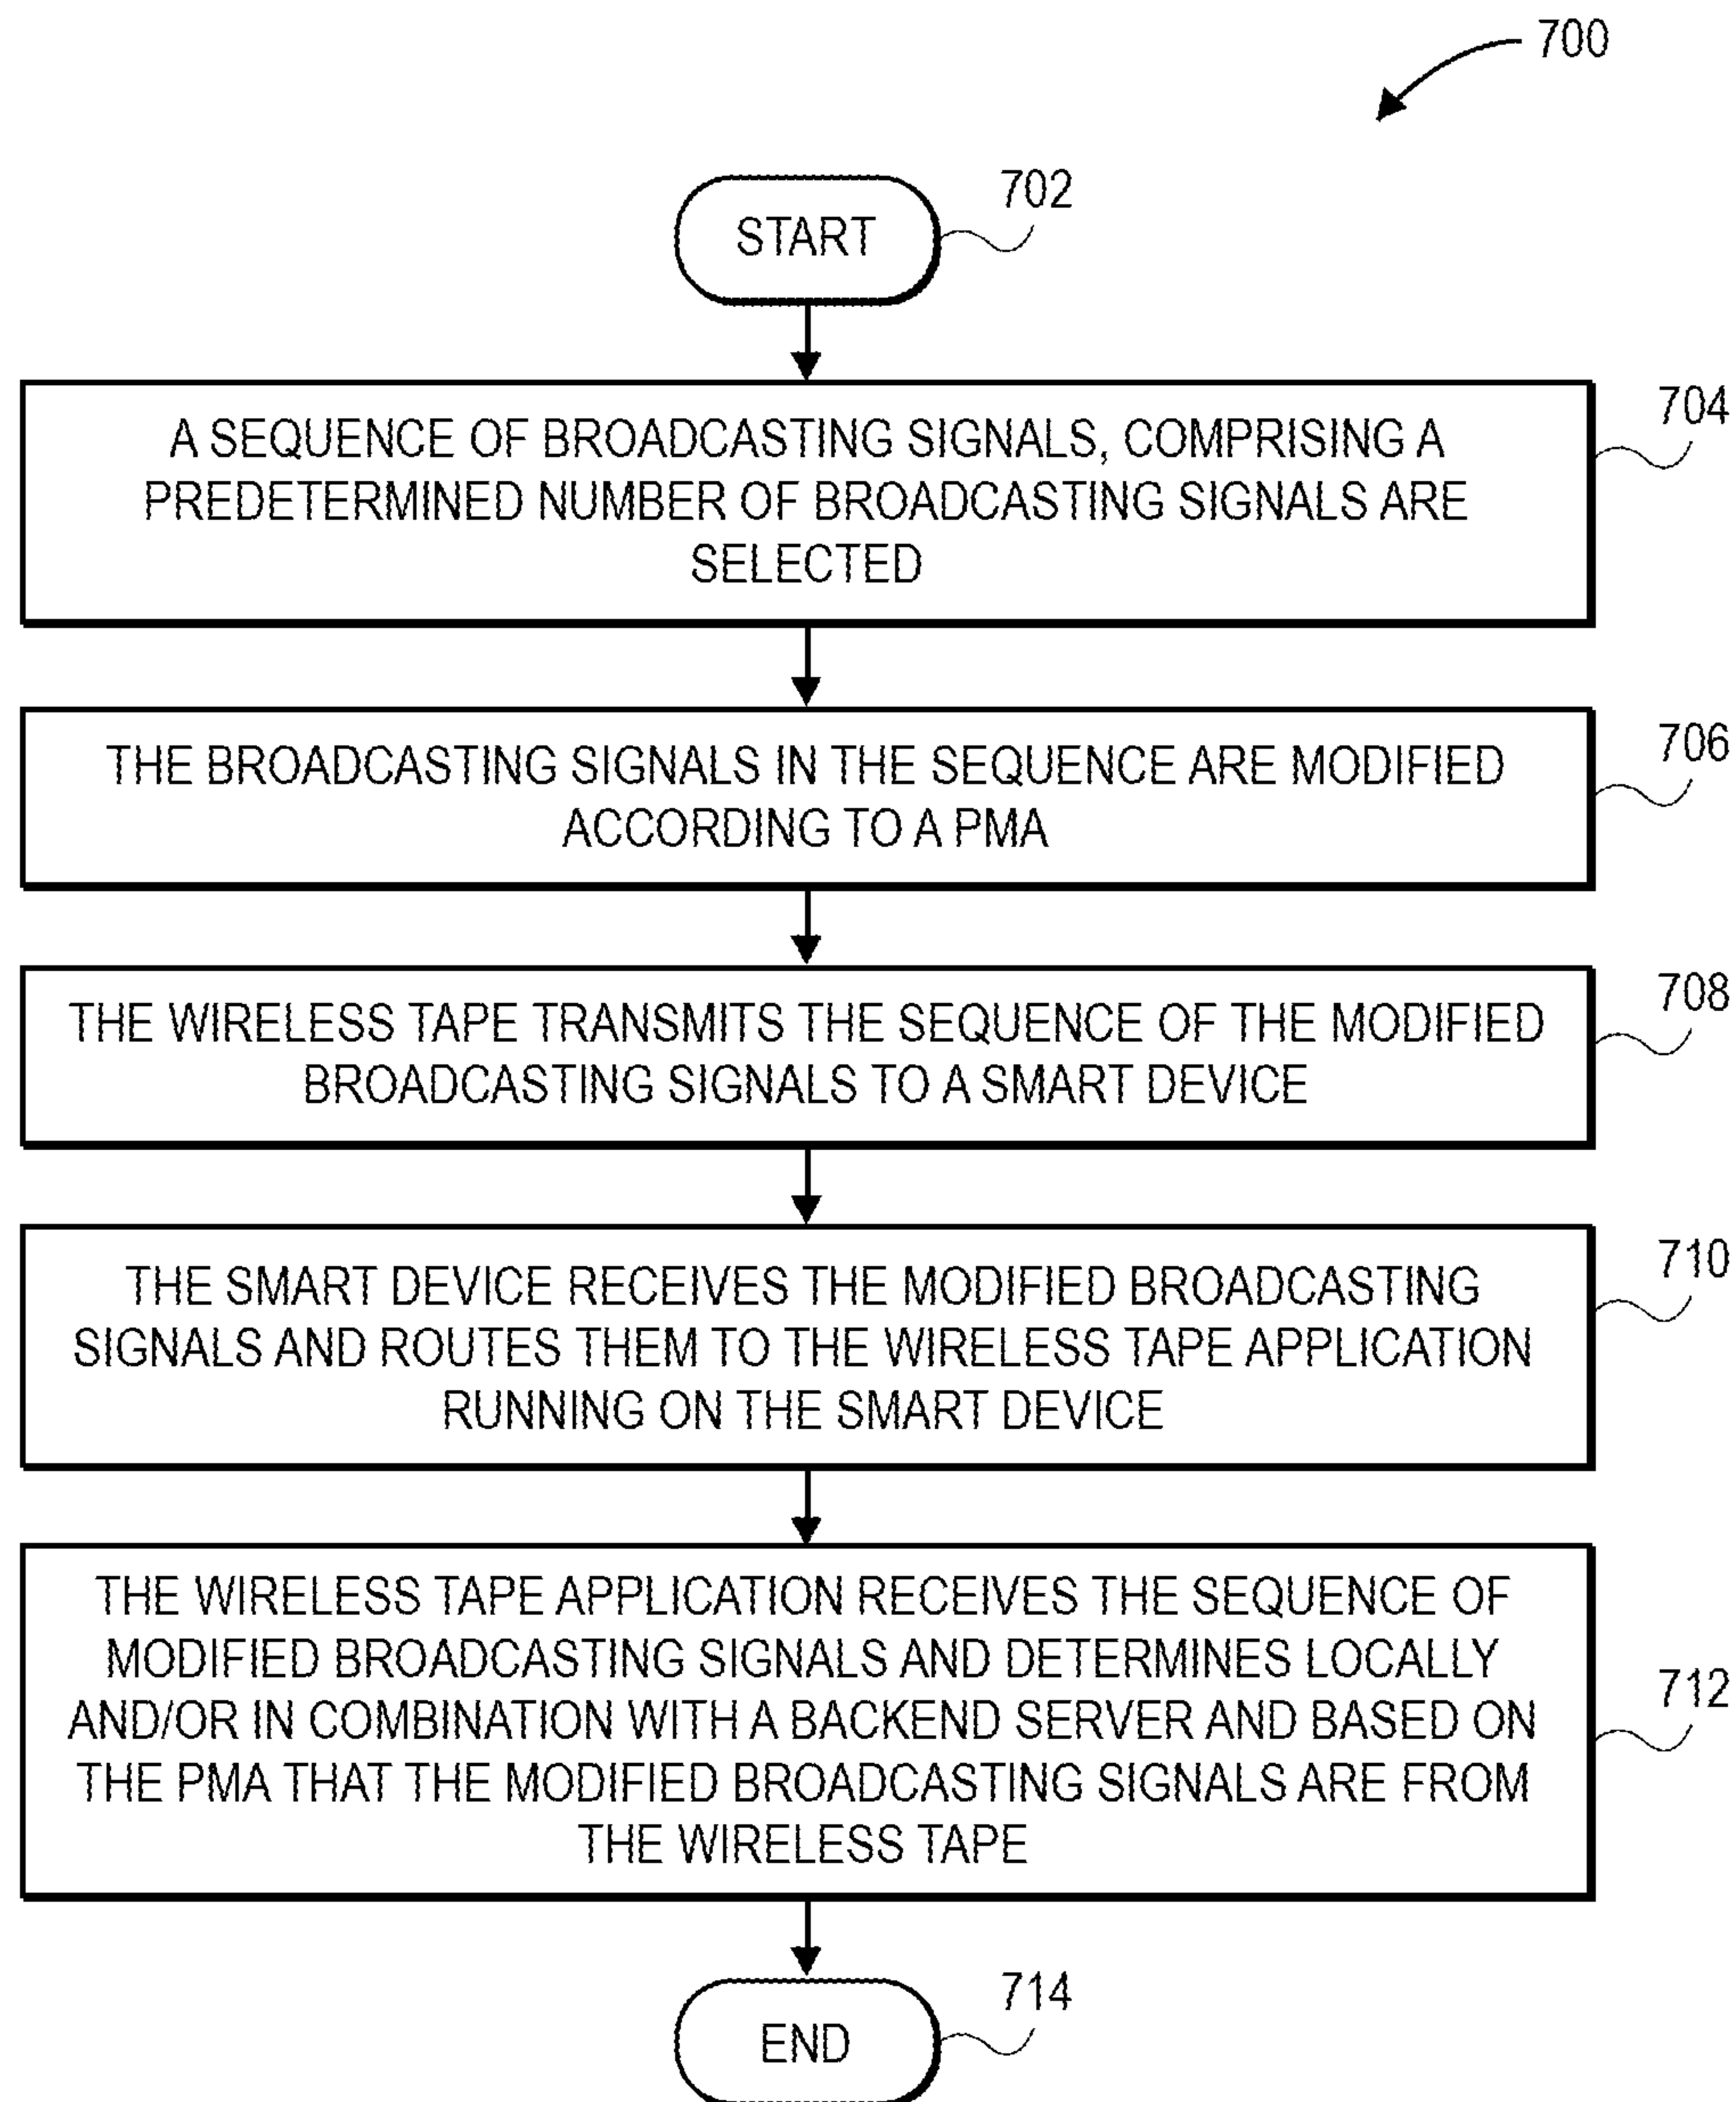 700
702
START
704
A SEQUENCE OF BROADCASTING SIGNALS, COMPRISING A
PREDETERMINED NUMBER OF BROADCASTING SIGNALS ARE
SELECTED
706
THE BROADCASTING SIGNALS IN THE SEQUENCE ARE MODIFIED
ACCORDING TO A PMA
708
THE WIRELESS TAPE TRANSMITS THE SEQUENCE OF THE MODIFIED
BROADCASTING SIGNALS TO A SMART DEVICE
710
THE SMART DEVICE RECEIVES THE MODIFIED BROADCASTING
SIGNALS AND ROUTES THEM TO THE WIRELESS TAPE APPLICATION
RUNNING ON THE SMART DEVICE
712
THE WIRELESS TAPE APPLICATION RECEIVES THE SEQUENCE OF
MODIFIED BROADCASTING SIGNALS AND DETERMINES LOCALLY
AND/OR IN COMBINATION WITH A BACKEND SERVER AND BASED ON
THE PMA THAT THE MODIFIED BROADCASTING SIGNALS ARE FROM
THE WIRELESS TAPE
714
END